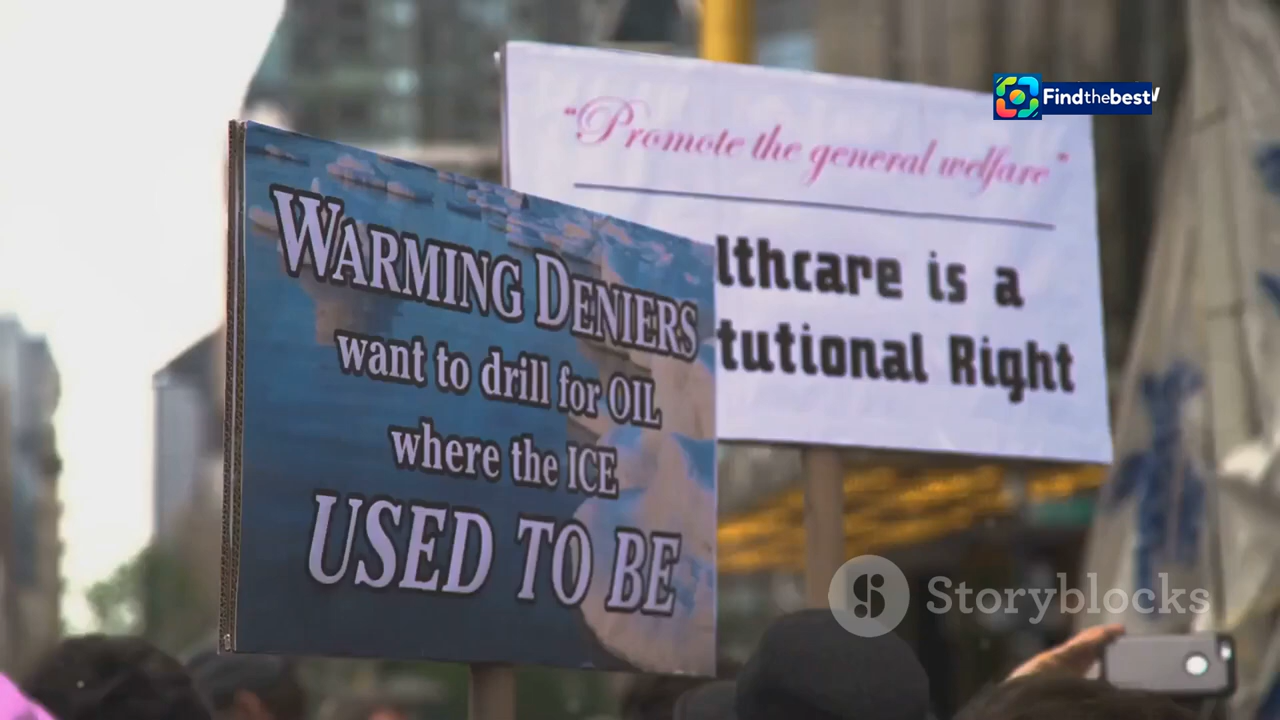 WARMING DENIERS
want to drill for OIL
where the ICE
USED TO BE
"Promote the general welfare"
lthcare is a
tutional Right
Findthebest
Storyblocks